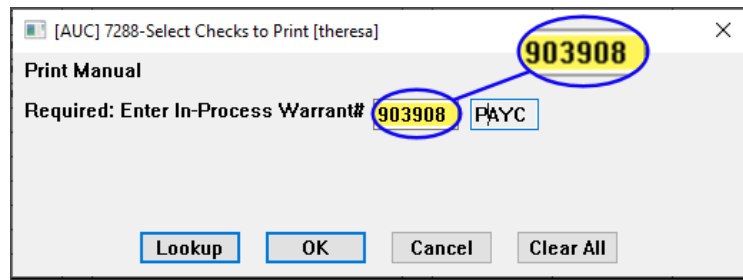 [AUC] 7288-Select Checks to Print [theresa]
903908
Print Manual
Required: Enter In-Process Warrant# 903908 PAYC
Lookup OK Cancel Clear All